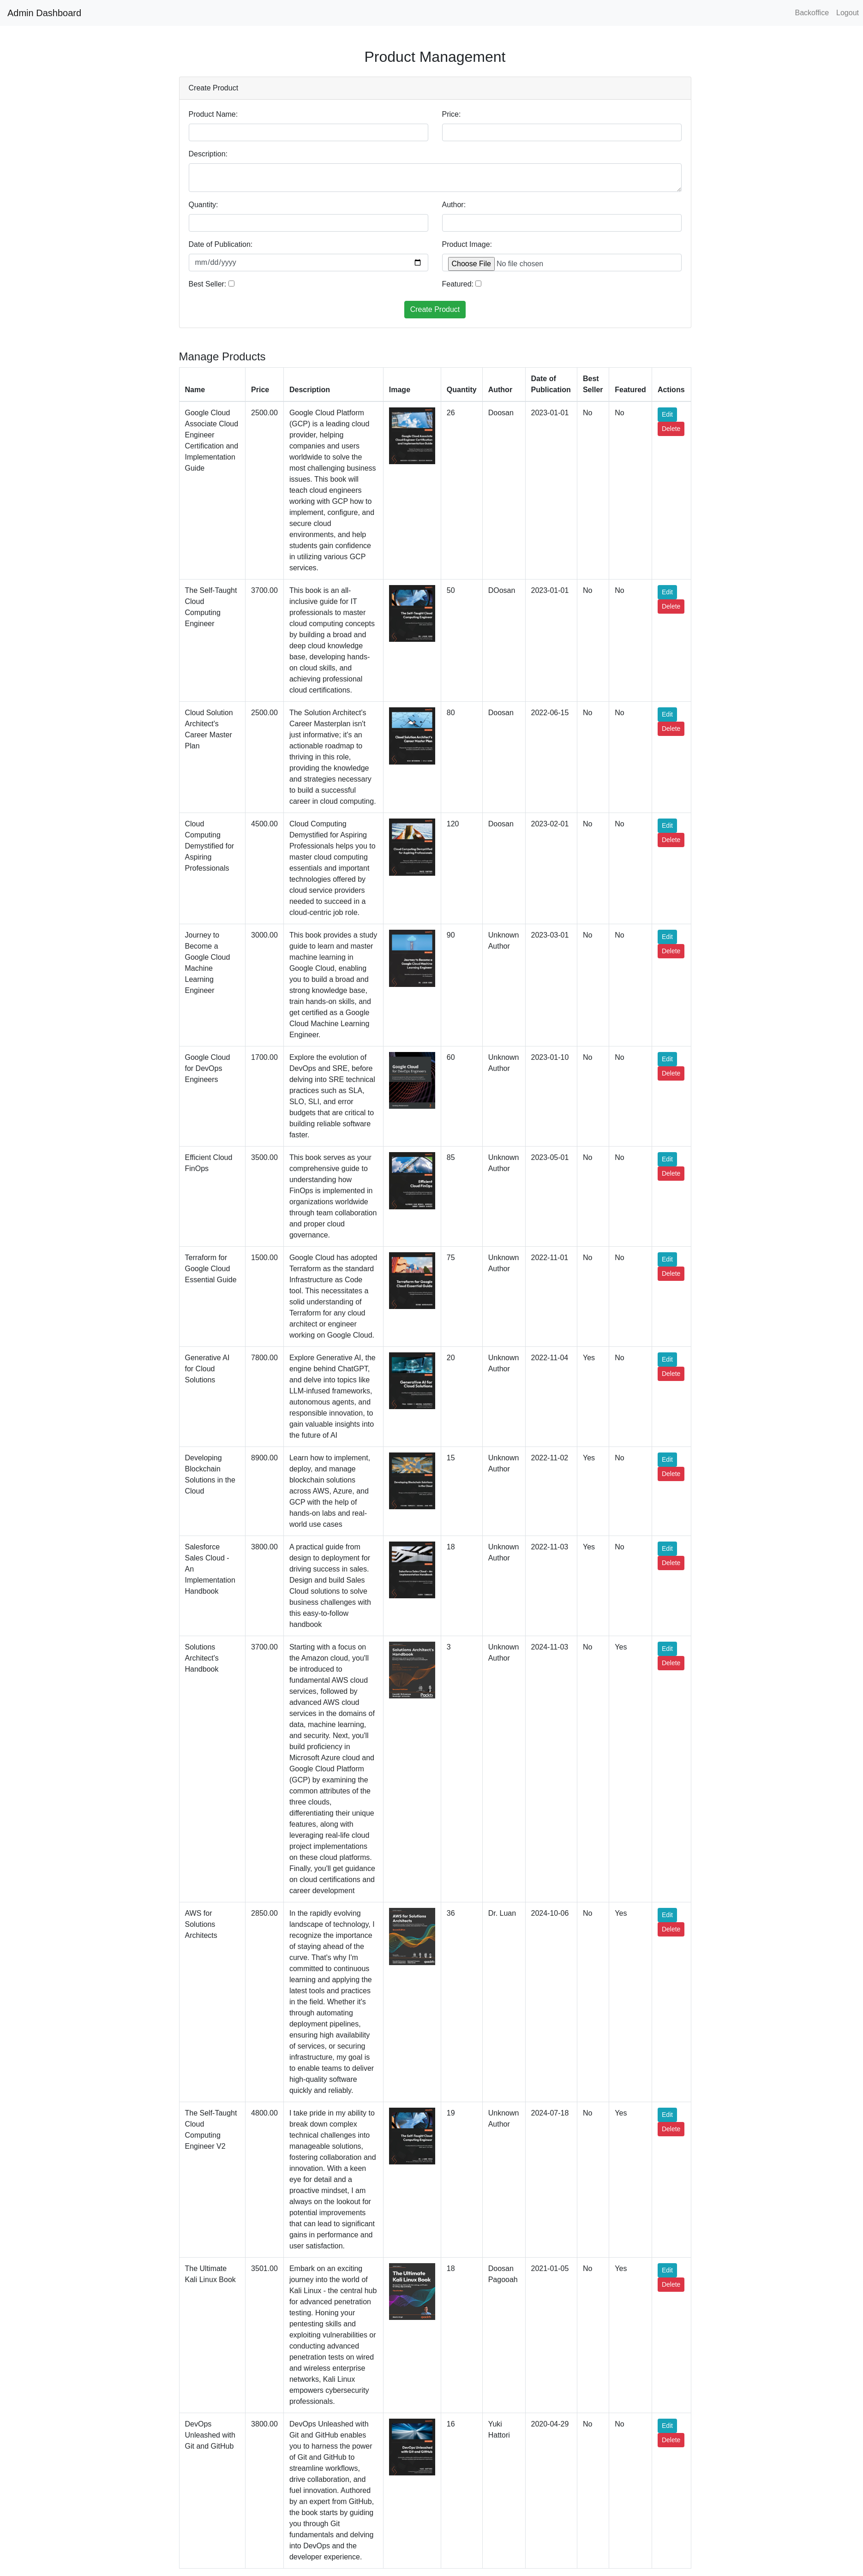 Admin Dashboard
Backoffice Logout
Product Management
Create Product
Product Name:
Price:
Description:
Quantity:
Author:
Date of Publication:
mm/dd/yyyy
Product Image:
Choose File No file chosen
Best Seller:
Featured:
Create Product
Manage Products
Name Price Description Image Quantity Author Date of Publication Best Seller Featured Actions
Google Cloud Associate Cloud Engineer Certification and Implementation Guide
2500.00
Google Cloud Platform (GCP) is a leading cloud provider, helping companies and users worldwide to solve the most challenging business issues. This book will teach cloud engineers working with GCP how to implement, configure, and secure cloud environments, and help students gain confidence in utilizing various GCP services.
26 Doosan 2023-01-01 No No Edit Delete
The Self-Taught Cloud Computing Engineer
3700.00
This book is an all-inclusive guide for IT professionals to master cloud computing concepts by building a broad and deep cloud knowledge base, developing hands-on cloud skills, and achieving professional cloud certifications.
50 DOosan 2023-01-01 No No Edit Delete
Cloud Solution Architect's Career Master Plan
2500.00
The Solution Architect's Career Masterplan isn't just informative; it's an actionable roadmap to thriving in this role, providing the knowledge and strategies necessary to build a successful career in cloud computing.
80 Doosan 2022-06-15 No No Edit Delete
Cloud Computing Demystified for Aspiring Professionals
4500.00
Cloud Computing Demystified for Aspiring Professionals helps you to master cloud computing essentials and important technologies offered by cloud service providers needed to succeed in a cloud-centric job role.
120 Doosan 2023-02-01 No No Edit Delete
Journey to Become a Google Cloud Machine Learning Engineer
3000.00
This book provides a study guide to learn and master machine learning in Google Cloud, enabling you to build a broad and strong knowledge base, train hands-on skills, and get certified as a Google Cloud Machine Learning Engineer.
90 Unknown Author 2023-03-01 No No Edit Delete
Google Cloud for DevOps Engineers
1700.00
Explore the evolution of DevOps and SRE, before delving into SRE technical practices such as SLA, SLO, SLI, and error budgets that are critical to building reliable software faster.
60 Unknown Author 2023-01-10 No No Edit Delete
Efficient Cloud FinOps
3500.00
This book serves as your comprehensive guide to understanding how FinOps is implemented in organizations worldwide through team collaboration and proper cloud governance.
85 Unknown Author 2023-05-01 No No Edit Delete
Terraform for Google Cloud Essential Guide
1500.00
Google Cloud has adopted Terraform as the standard Infrastructure as Code tool. This necessitates a solid understanding of Terraform for any cloud architect or engineer working on Google Cloud.
75 Unknown Author 2022-11-01 No No Edit Delete
Generative AI for Cloud Solutions
7800.00
Explore Generative AI, the engine behind ChatGPT, and delve into topics like LLM-infused frameworks, autonomous agents, and responsible innovation, to gain valuable insights into the future of AI
20 Unknown Author 2022-11-04 Yes No Edit Delete
Developing Blockchain Solutions in the Cloud
8900.00
Learn how to implement, deploy, and manage blockchain solutions across AWS, Azure, and GCP with the help of hands-on labs and real-world use cases
15 Unknown Author 2022-11-02 Yes No Edit Delete
Salesforce Sales Cloud - An Implementation Handbook
3800.00
A practical guide from design to deployment for driving success in sales. Design and build Sales Cloud solutions to solve business challenges with this easy-to-follow handbook
18 Unknown Author 2022-11-03 Yes No Edit Delete
Solutions Architect's Handbook
3700.00
Starting with a focus on the Amazon cloud, you'll be introduced to fundamental AWS cloud services, followed by advanced AWS cloud services in the domains of data, machine learning, and security. Next, you'll build proficiency in Microsoft Azure cloud and Google Cloud Platform (GCP) by examining the common attributes of the three clouds, differentiating their unique features, along with leveraging real-life cloud project implementations on these cloud platforms. Finally, you'll get guidance on cloud certifications and career development
3 Unknown Author 2024-11-03 No Yes Edit Delete
AWS for Solutions Architects
2850.00
In the rapidly evolving landscape of technology, I recognize the importance of staying ahead of the curve. That's why I'm committed to continuous learning and applying the latest tools and practices in the field. Whether it's through automating deployment pipelines, ensuring high availability of services, or securing infrastructure, my goal is to enable teams to deliver high-quality software quickly and reliably.
36 Dr. Luan 2024-10-06 No Yes Edit Delete
The Self-Taught Cloud Computing Engineer V2
4800.00
I take pride in my ability to break down complex technical challenges into manageable solutions, fostering collaboration and innovation. With a keen eye for detail and a proactive mindset, I am always on the lookout for potential improvements that can lead to significant gains in performance and user satisfaction.
19 Unknown Author 2024-07-18 No Yes Edit Delete
The Ultimate Kali Linux Book
3501.00
Embark on an exciting journey into the world of Kali Linux - the central hub for advanced penetration testing. Honing your pentesting skills and exploiting vulnerabilities or conducting advanced penetration tests on wired and wireless enterprise networks, Kali Linux empowers cybersecurity professionals.
18 Doosan Pagooah 2021-01-05 No Yes Edit Delete
DevOps Unleashed with Git and GitHub
3800.00
DevOps Unleashed with Git and GitHub enables you to harness the power of Git and GitHub to streamline workflows, drive collaboration, and fuel innovation. Authored by an expert from GitHub, the book starts by guiding you through Git fundamentals and delving into DevOps and the developer experience.
16 Yuki Hattori 2020-04-29 No No Edit Delete